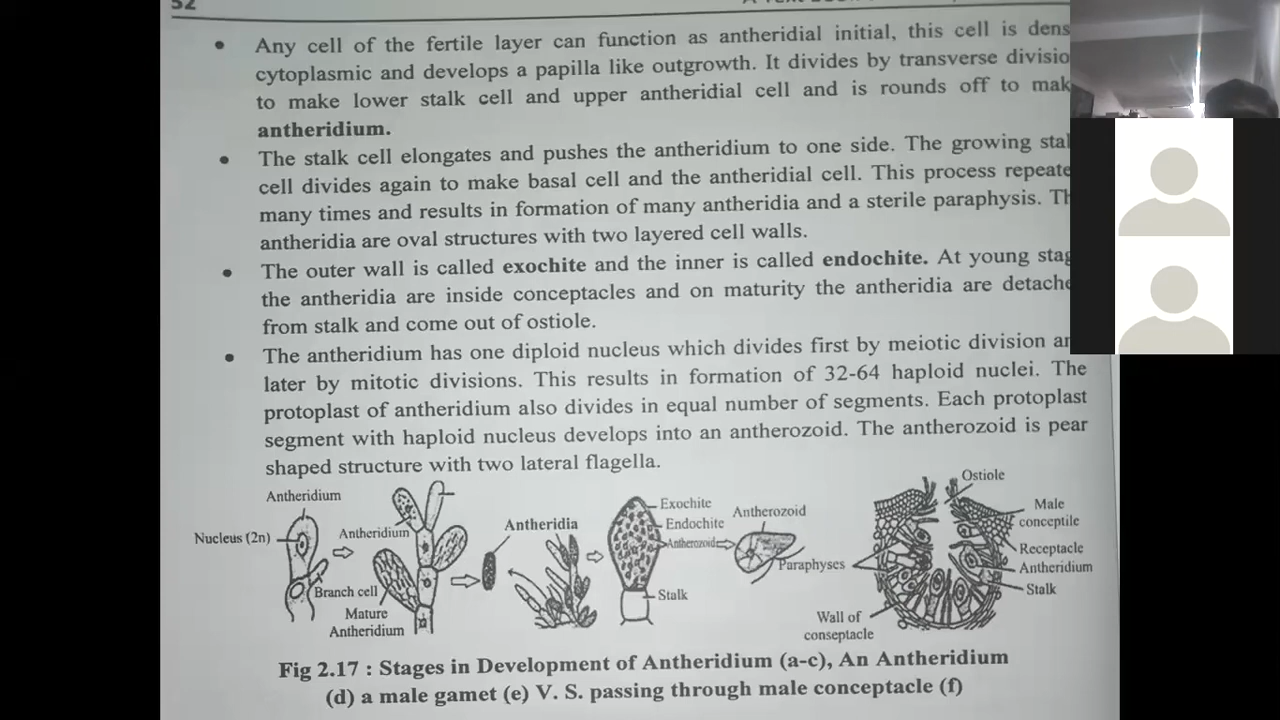 52
• Any cell of the fertile layer can function as antheridial initial, this cell is dens
cytoplasmic and develops a papilla like outgrowth. It divides by transverse divisio
to make lower stalk cell and upper antheridial cell and is rounds off to mak
antheridium.
• The stalk cell elongates and pushes the antheridium to one side. The growing stal
cell divides again to make basal cell and the antheridial cell. This process repeate
many times and results in formation of many antheridia and a sterile paraphysis. Th
antheridia are oval structures with two layered cell walls.
• The outer wall is called exochite and the inner is called endochite. At young stag
the antheridia are inside conceptacles and on maturity the antheridia are detache
from stalk and come out of ostiole.
• The antheridium has one diploid nucleus which divides first by meiotic division an
later by mitotic divisions. This results in formation of 32-64 haploid nuclei. The
protoplast of antheridium also divides in equal number of segments. Each protoplast
segment with haploid nucleus develops into an antherozoid. The antherozoid is pear
shaped structure with two lateral flagella.
Antheridium
Nucleus (2n)
Branch cell
Antheridium
Mature
Antheridium
Antheridia
Exochite
Endochite
Antherozoid
Stalk
Antherozoid
Paraphyses
Ostiole
Male
conceptile
Receptacle
Antheridium
Stalk
Wall of
conseptacle
Fig 2.17 : Stages in Development of Antheridium (a-c), An Antheridium
(d) a male gamet (e) V. S. passing through male conceptacle (f)